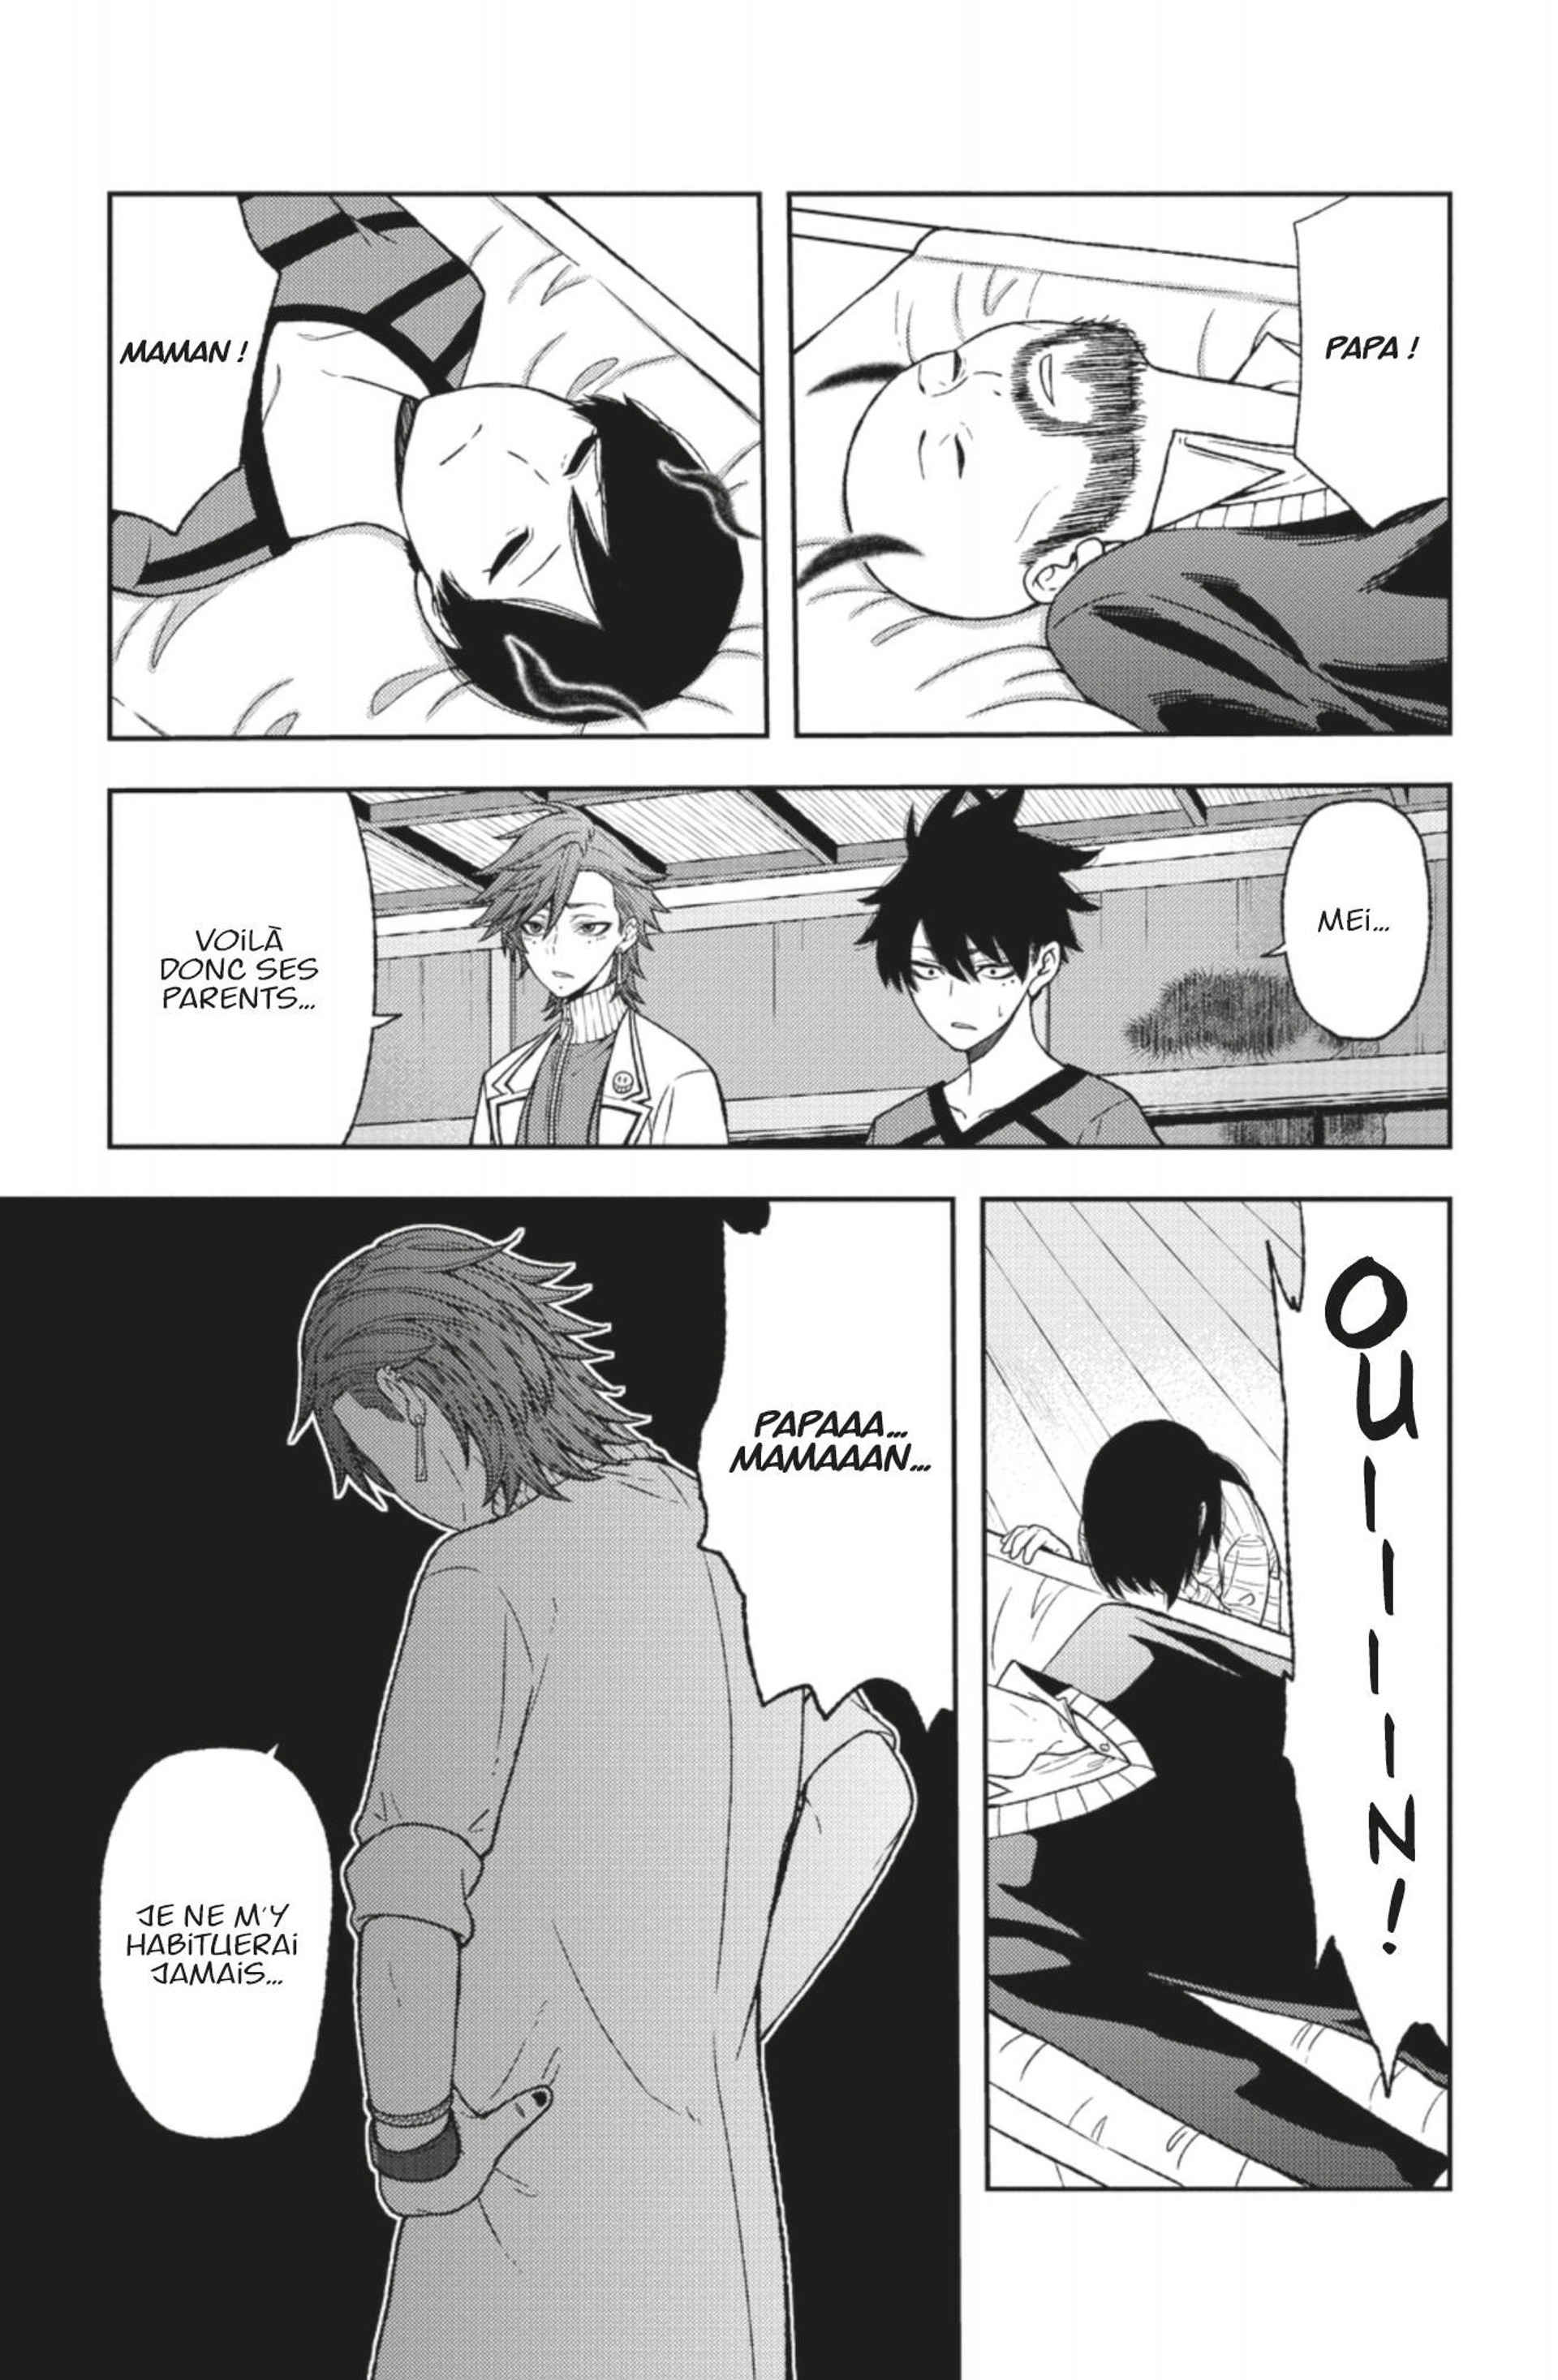 PAPA !
MAMAN !
MEi...
VOiLÀ
DONC SES
PARENTS...
OUIIIIN!
PAPAAA...
MAMAAAN...
JE NE M'Y
HABiTUERAi
JAMAiS...